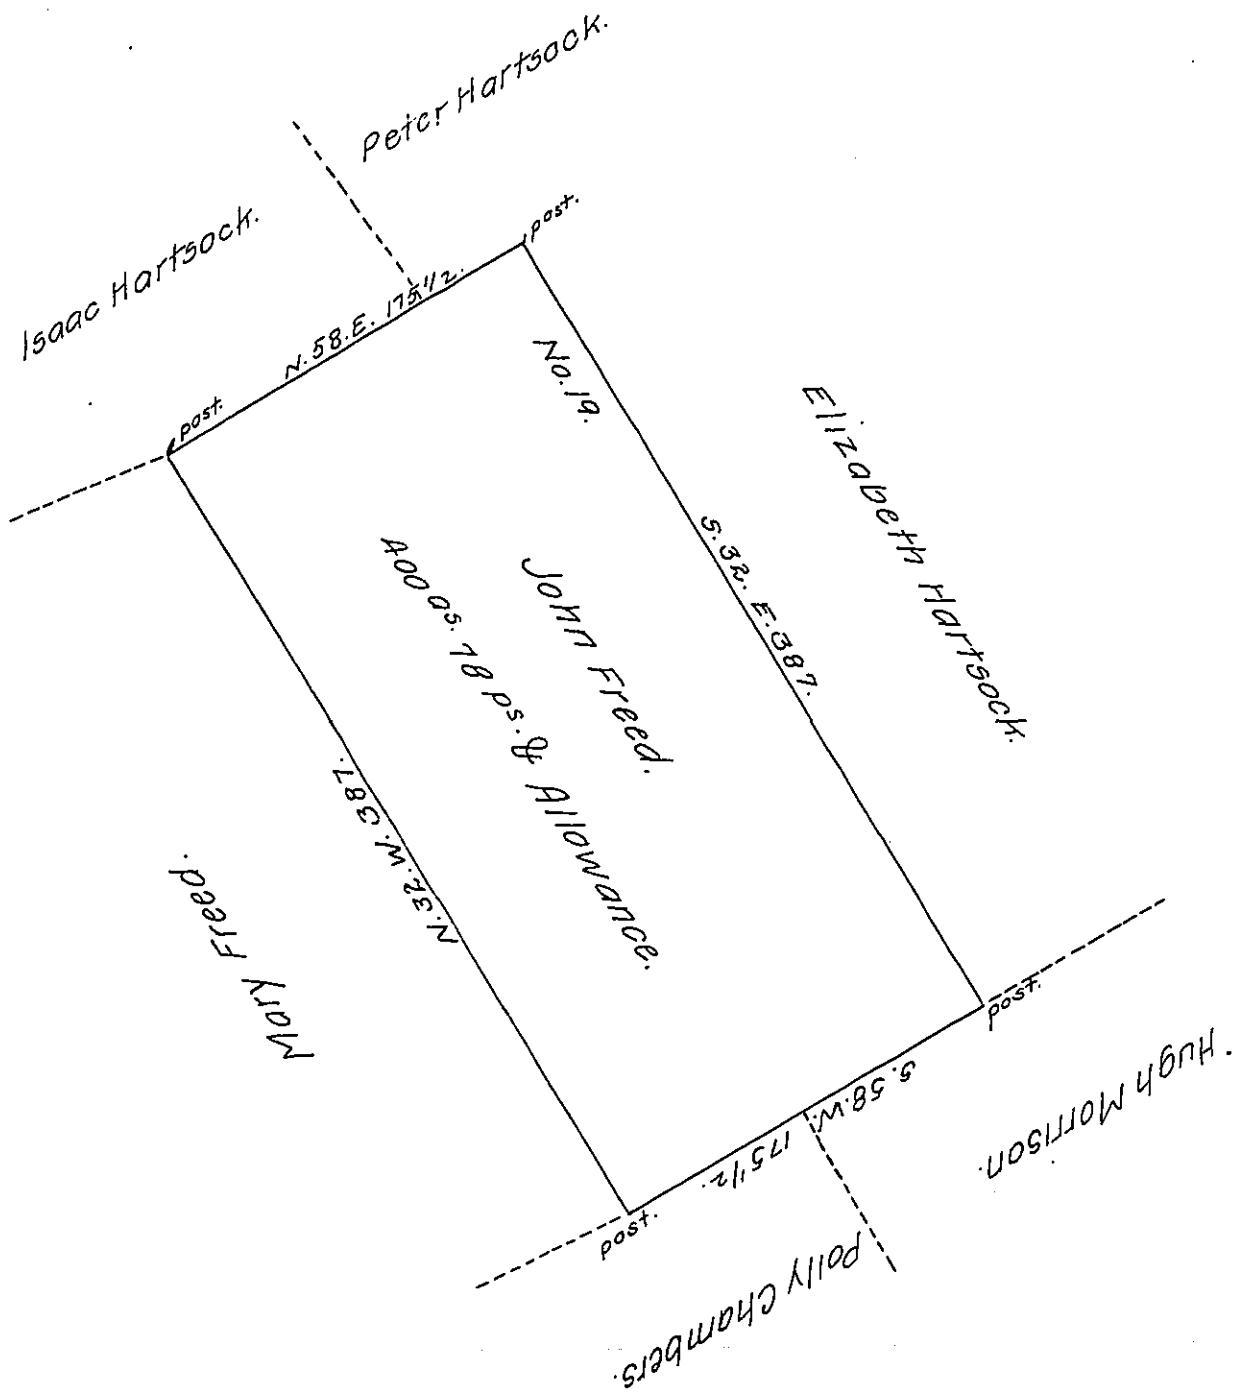 Peter Hartsock.
Isaac Hartsock.
post.
N. 58. E. 175 1/2.
post.
No. 19.
Elizabeth Hartsock.
S. 32. E. 387.
John Freed.
400 as. 78 ps. & Allowance.
N. 32. W. 387.
Mary Freed.
post.
S. 58. W. 175 1/2.
post.
Hugh Morrison.
Polly Chambers.